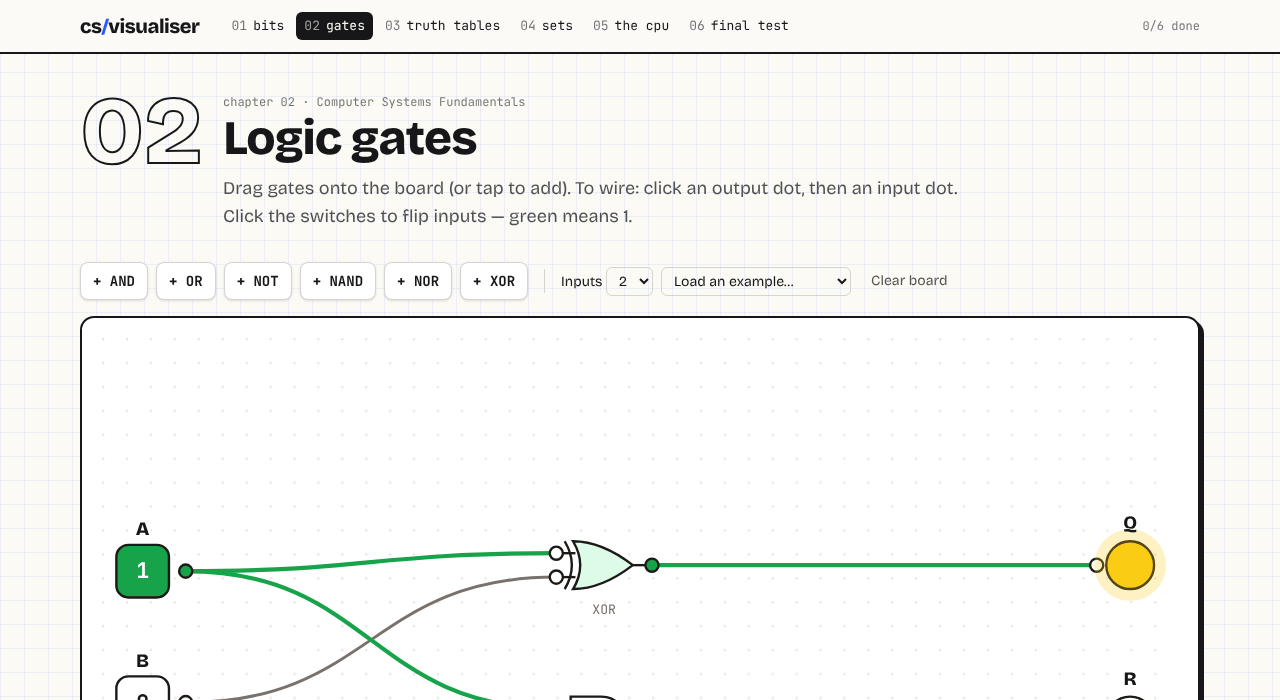 cs/visualiser 01 bits 02 gates 03 truth tables 04 sets 05 the cpu 06 final test 0/6 done
02
chapter 02 · Computer Systems Fundamentals
Logic gates
Drag gates onto the board (or tap to add). To wire: click an output dot, then an input dot.
Click the switches to flip inputs — green means 1.
+ AND + OR + NOT + NAND + NOR + XOR Inputs 2 Load an example... Clear board
Q
A
1
XOR
B
R